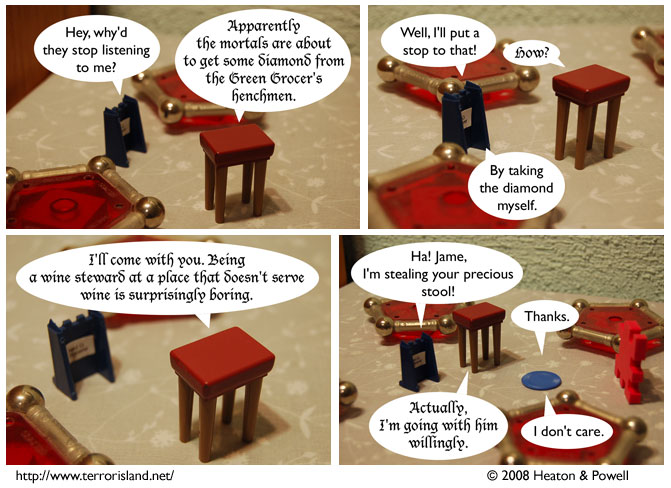 Hey, why'd
they stop listening
to me?
Apparently
the mortals are about
to get some diamond from
the Green Grocer's
henchmen.
Well, I'll put a
stop to that!
How?
By taking
the diamond
myself.
I'll come with you. Being
a wine steward at a place that doesn't serve
wine is surprisingly boring.
Ha! Jame,
I'm stealing your precious
stool!
Thanks.
Actually,
I'm going with him
willingly.
I don't care.
http://www.terrorisland.net/
© 2008 Heaton & Powell